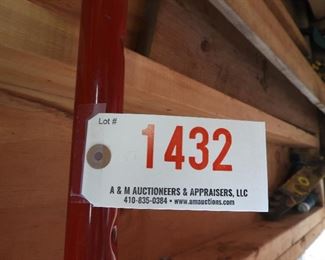 Lot #
1432
A & M AUCTIONEERS & APPRAISERS, LLC
410-835-0384 • www.amauctions.com